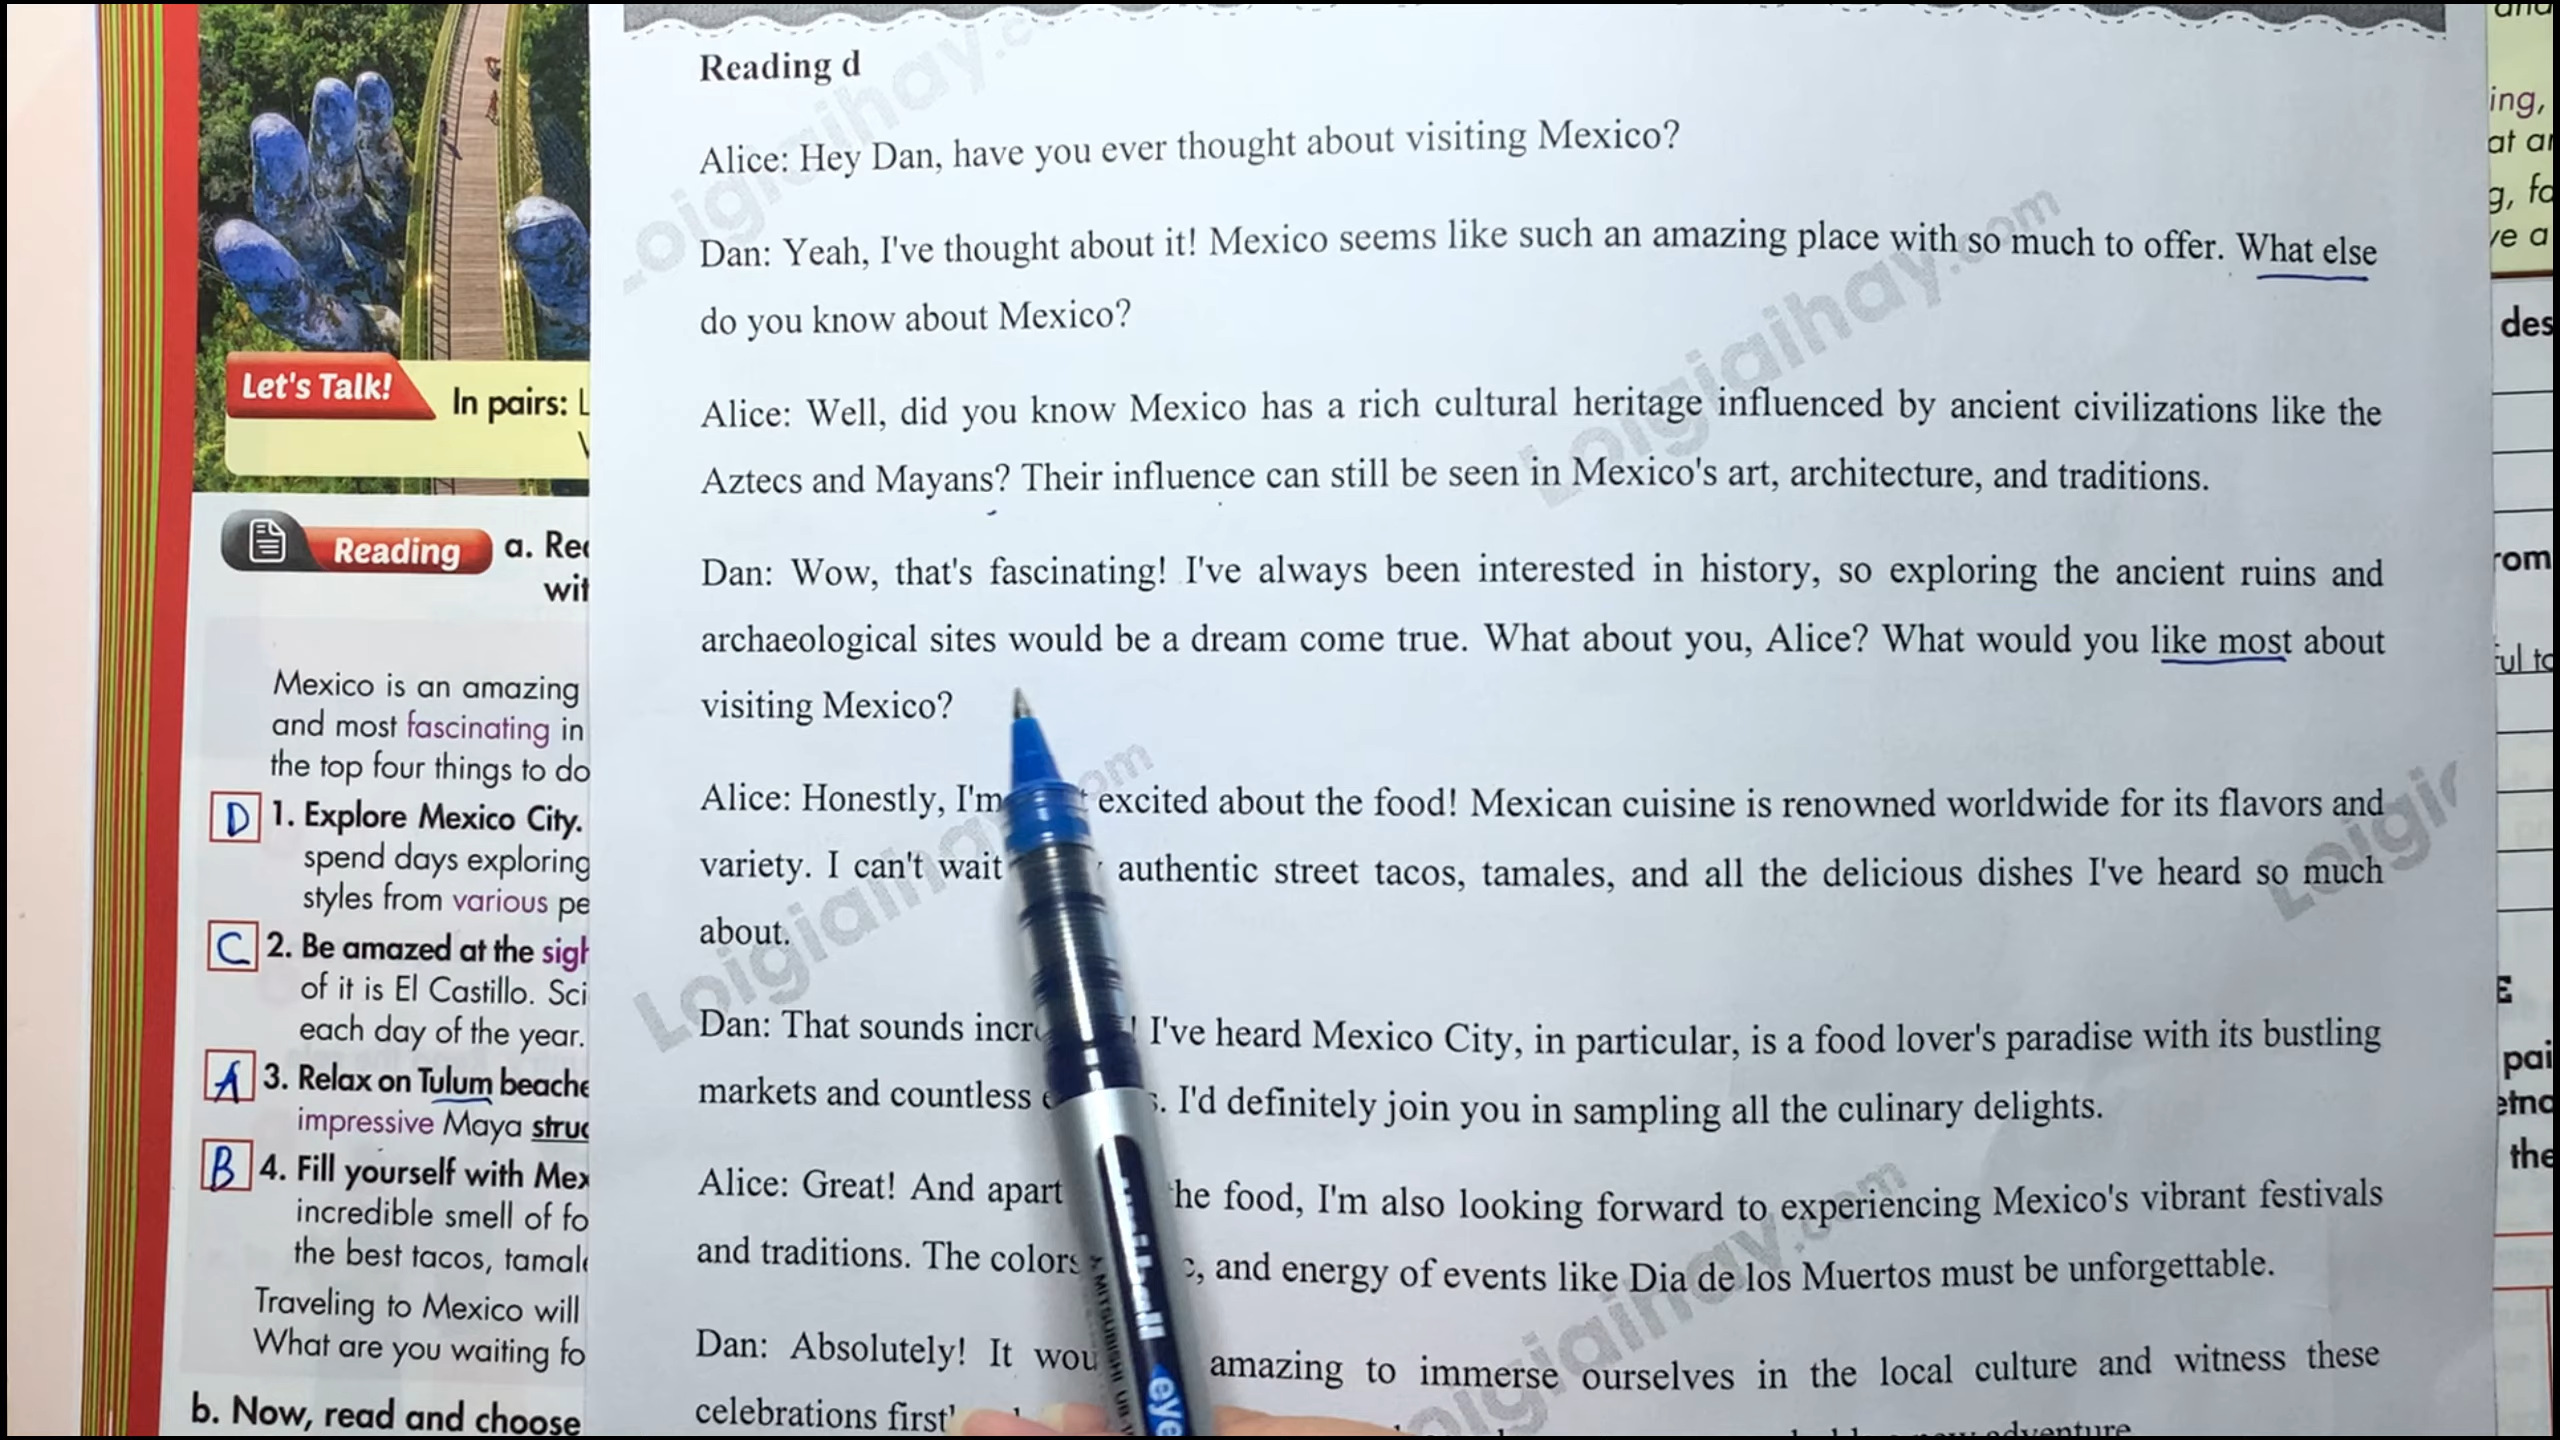 Let's Talk!
In pairs:
Reading
a.
Mexico is an amazing
and most fascinating in
the top four things to do
D 1. Explore Mexico City.
spend days exploring
styles from various
C 2. Be amazed at the
of it is El Castillo.
each day of the year.
A 3. Relax on Tulum
impressive Maya
B 4. Fill yourself with
incredible smell of
the best tacos,
Traveling to Mexico will
What are you waiting
b. Now, read and choose
Reading d
Alice: Hey Dan, have you ever thought about visiting Mexico?
Dan: Yeah, I've thought about it! Mexico seems like such an amazing place with so much to offer. What else
do you know about Mexico?
Alice: Well, did you know Mexico has a rich cultural heritage influenced by ancient civilizations like the
Aztecs and Mayans? Their influence can still be seen in Mexico's art, architecture, and traditions.
Dan: Wow, that's fascinating! I've always been interested in history, so exploring the ancient ruins and
archaeological sites would be a dream come true. What about you, Alice? What would you like most about
visiting Mexico?
Alice: Honestly, I'm excited about the food! Mexican cuisine is renowned worldwide for its flavors and
variety. I can't wait authentic street tacos, tamales, and all the delicious dishes I've heard so much
about.
Dan: That sounds I've heard Mexico City, in particular, is a food lover's paradise with its bustling
markets and countless I'd definitely join you in sampling all the culinary delights.
Alice: Great! And apart food, I'm also looking forward to experiencing Mexico's vibrant festivals
and traditions. The colors and energy of events like Dia de los Muertos must be unforgettable.
Dan: Absolutely! It amazing to immerse ourselves in the local culture and witness these
celebrations
adventure
Loigiaihay.com
Loigiaihay.com
Loigiaihay.com
uni-ball
eye
MITSUBISHI
ing,
the